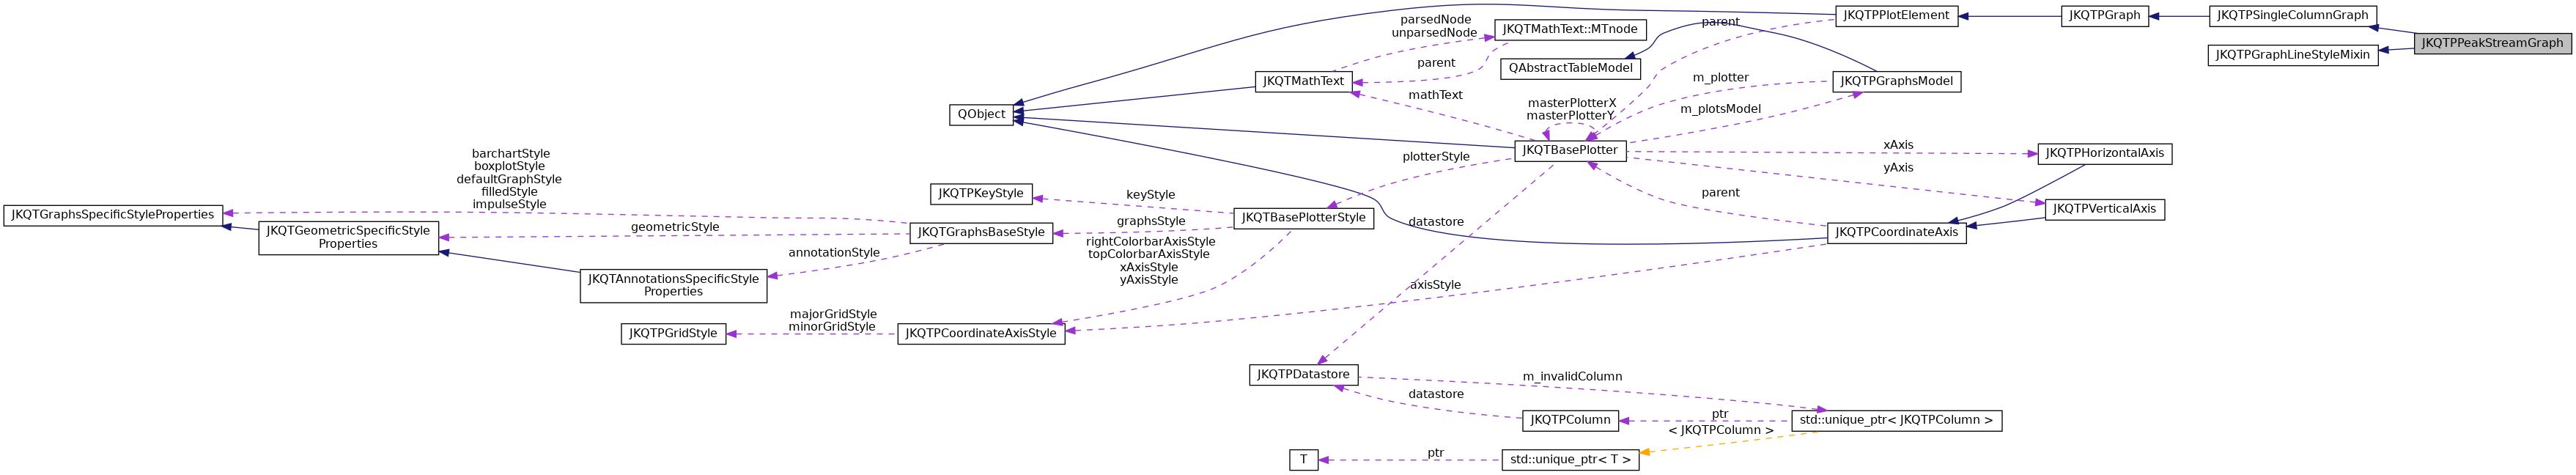 JKQTGraphsSpecificStyleProperties
barchartStyle
boxplotStyle
defaultGraphStyle
filledStyle
impulseStyle
JKQTGeometricSpecificStyle
Properties
geometricStyle
JKQTAnnotationsSpecificStyle
Properties
annotationStyle
JKQTPGridStyle
majorGridStyle
minorGridStyle
QObject
JKQTPKeyStyle
JKQTGraphsBaseStyle
JKQTPCoordinateAxisStyle
keyStyle
graphsStyle
rightColorbarAxisStyle
topColorbarAxisStyle
xAxisStyle
yAxisStyle
JKQTMathText
JKQTBasePlotterStyle
JKQTPDatastore
T
parsedNode
unparsedNode
parent
mathText
plotterStyle
datastore
axisStyle
datastore
ptr
JKQTMathText::MTnode
QAbstractTableModel
masterPlotterX
masterPlotterY
JKQTBasePlotter
m_invalidColumn
JKQTPColumn
std::unique_ptr< T >
parent
m_plotter
m_plotsModel
parent
ptr
< JKQTPColumn >
JKQTPPlotElement
JKQTPGraphsModel
xAxis
yAxis
JKQTPCoordinateAxis
std::unique_ptr< JKQTPColumn >
JKQTPGraph
JKQTPHorizontalAxis
JKQTPVerticalAxis
JKQTPSingleColumnGraph
JKQTPGraphLineStyleMixin
JKQTPPeakStreamGraph